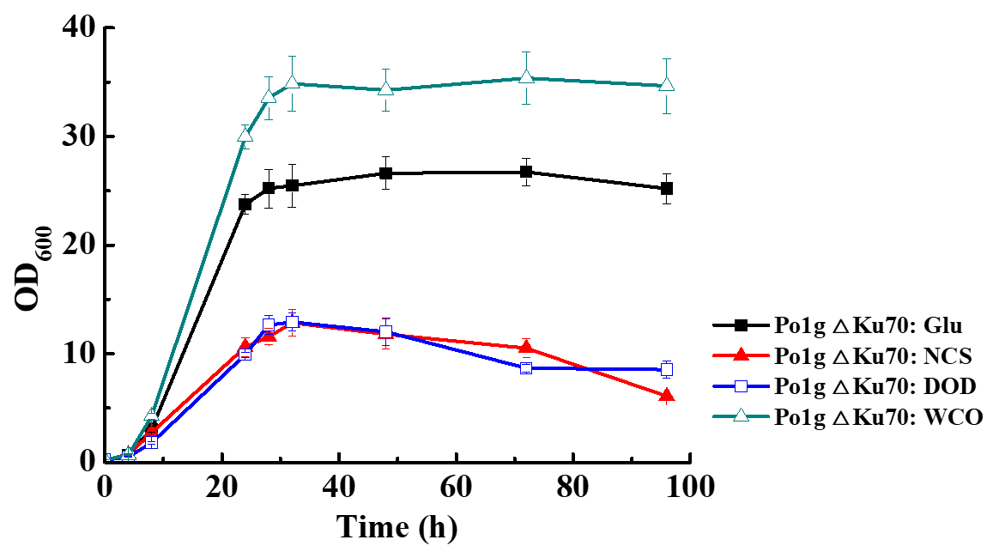 40
30
20
10
0
OD600
0 20 40 60 80 100
Time (h)
Po1g △Ku70: Glu
Po1g △Ku70: NCS
Po1g △Ku70: DOD
Po1g △Ku70: WCO